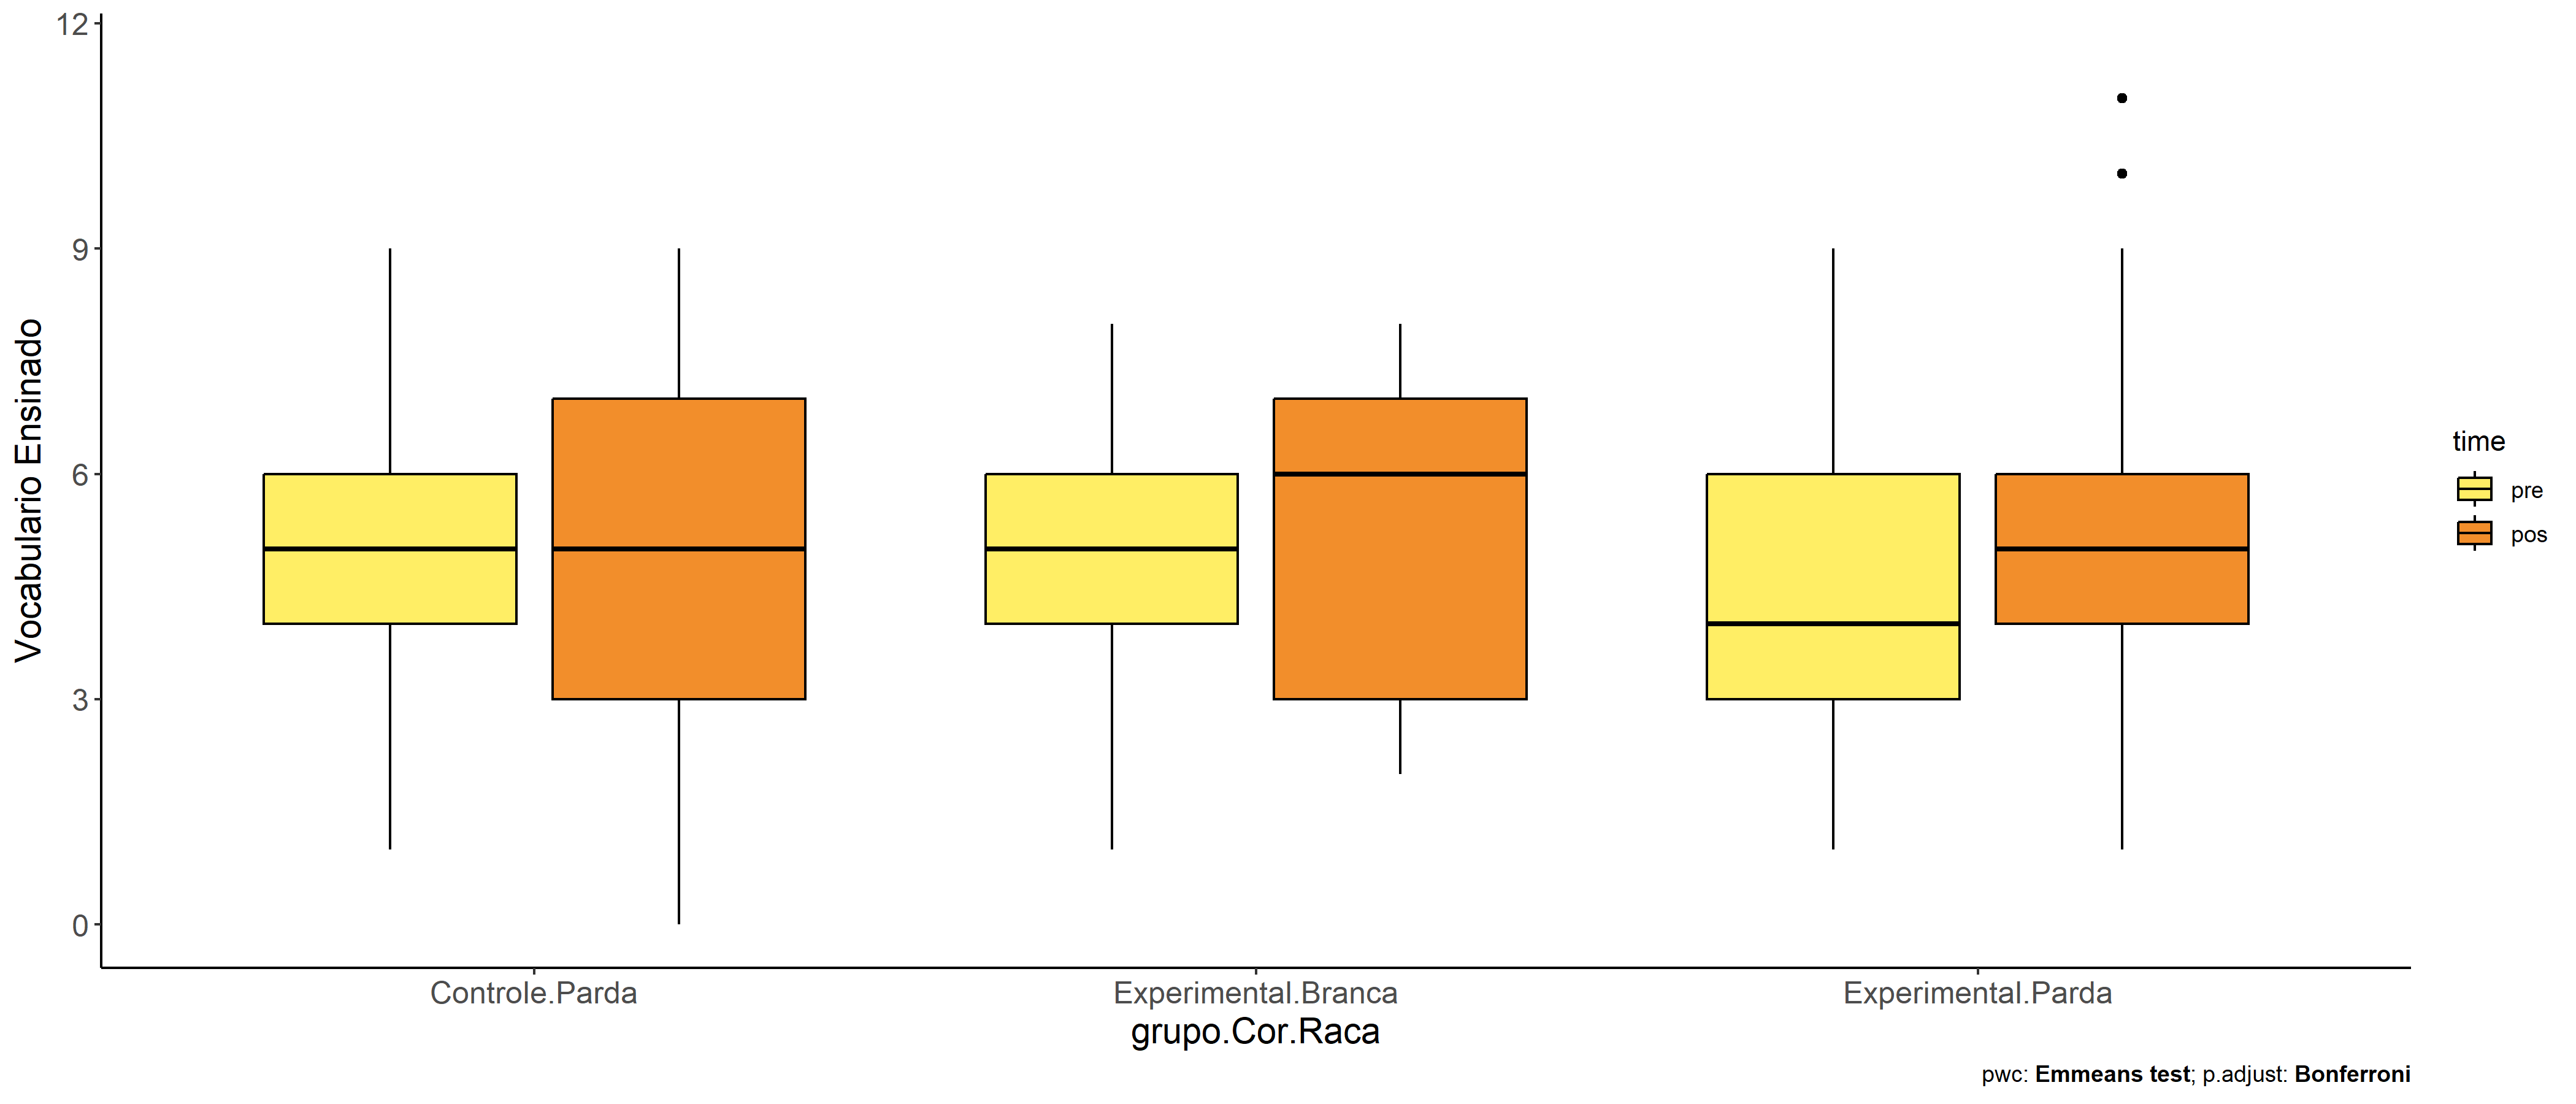 12
9
6
3
0
Vocabulario Ensinado
Controle.Parda
Experimental.Branca
Experimental.Parda
grupo.Cor.Raca
time
pre
pos
pwc: Emmeans test; p.adjust: Bonferroni